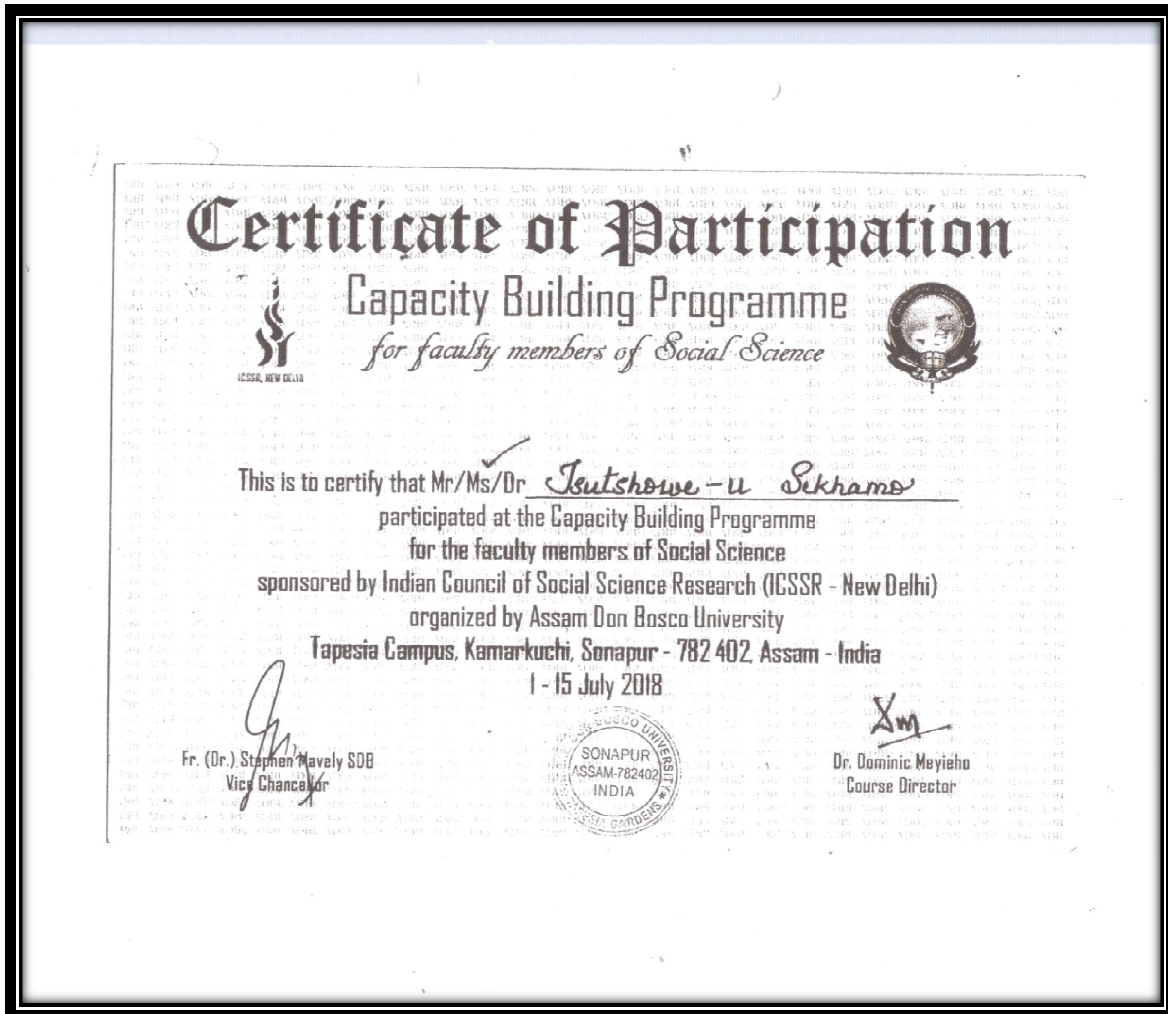 Certificate of Participation
Capacity Building Programme
for faculty members of Social Science
ICSSR, NEW DELHI
This is to certify that Mr/Ms/Dr Tsutshowe-u Sekhamo
participated at the Capacity Building Programme
for the faculty members of Social Science
sponsored by Indian Council of Social Science Research (ICSSR - New Delhi)
organized by Assam Don Bosco University
Tapesia Campus, Kamarkuchi, Sonapur - 782 402, Assam - India
1 - 15 July 2018
Fr. (Dr.) Stephen Mavely SDB
Vice Chancellor
BOSCO UNIVERSITY
SONAPUR
ASSAM-782402
INDIA
GARDENS
Dr. Dominic Meyieho
Course Director